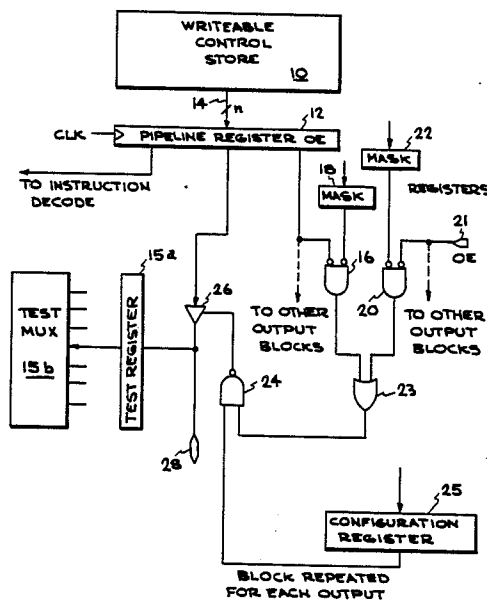 WRITEABLE
CONTROL
STORE
10
14
n
12
CLK
PIPELINE REGISTER OE
22
MASK
TO INSTRUCTION
DECODE
18
MASK
REGISTERS
21
OE
15a
16
20
26
TEST
MUX
15b
TEST REGISTER
TO OTHER
OUTPUT
BLOCKS
TO OTHER
OUTPUT
BLOCKS
24
23
28
25
CONFIGURATION
REGISTER
BLOCK REPEATED
FOR EACH OUTPUT